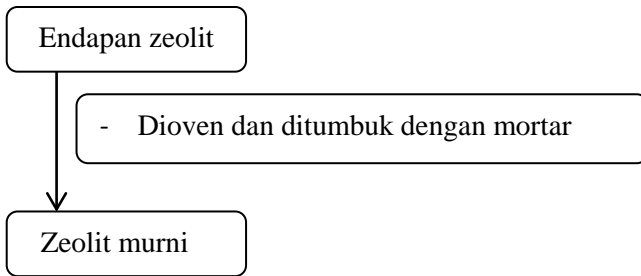 Endapan zeolit
- Dioven dan ditumbuk dengan mortar
Zeolit murni